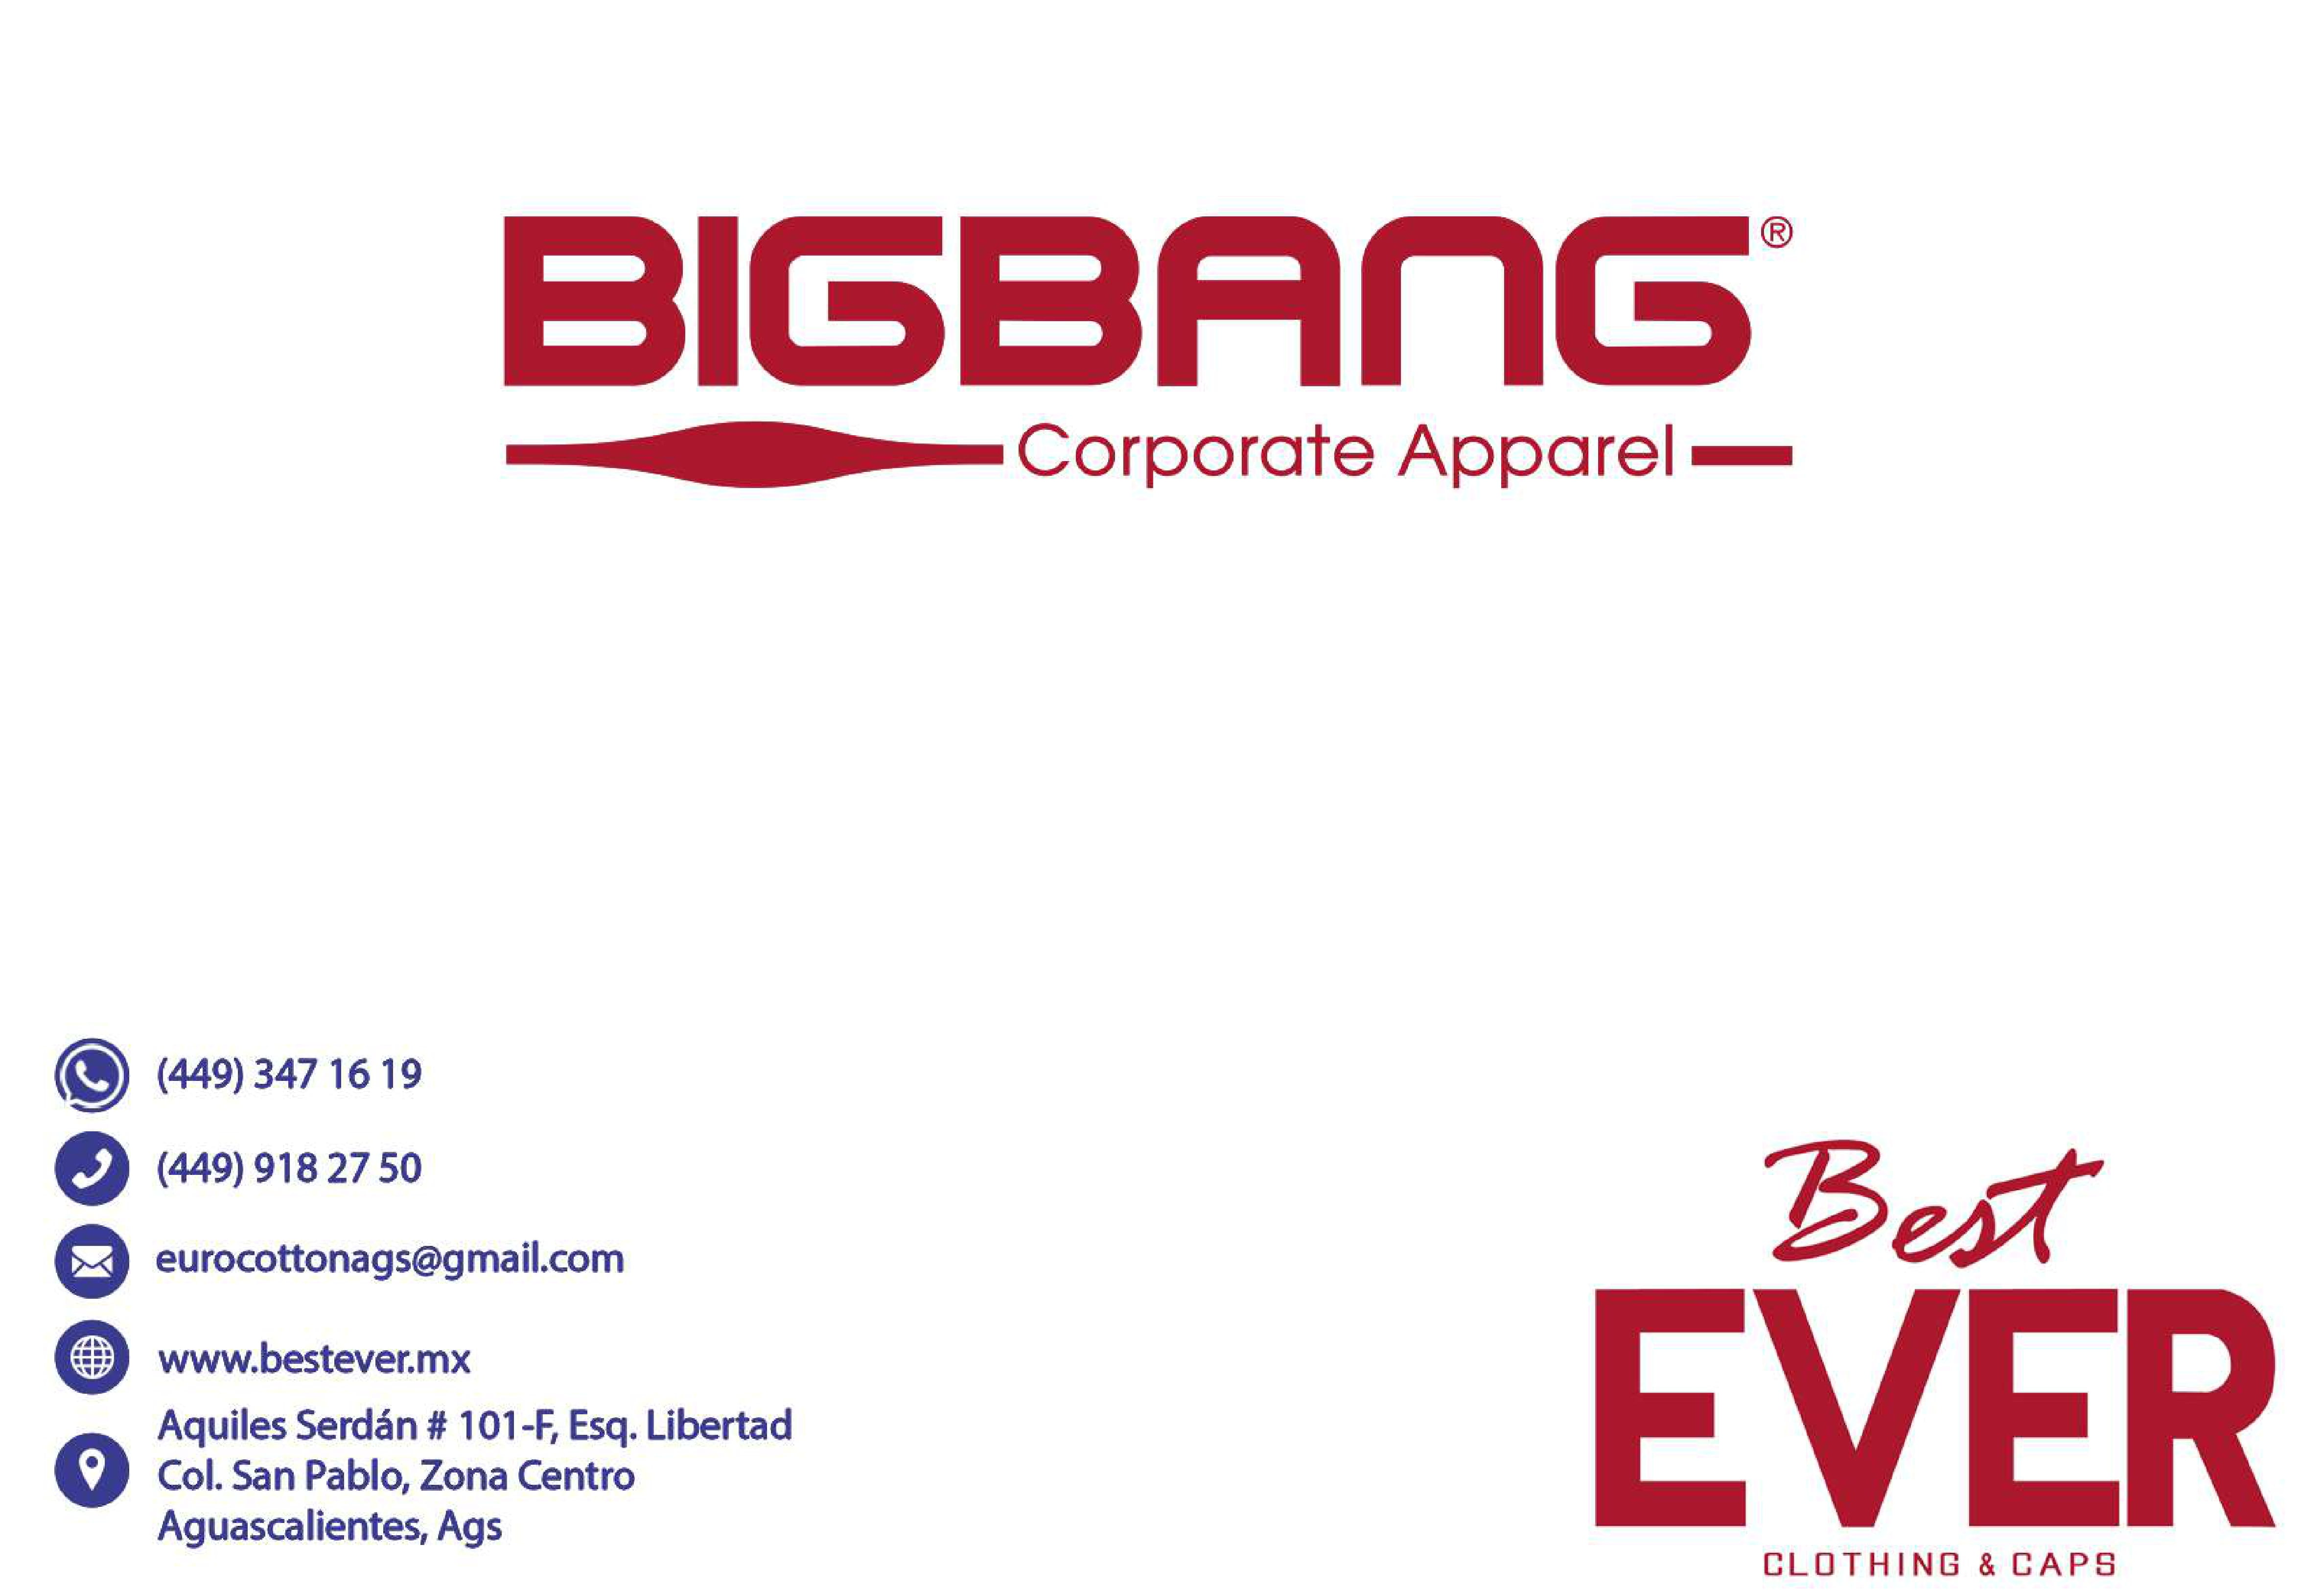 BIGBANG®
Corporate Apparel
(449) 347 16 19
(449) 918 27 50
eurocottonags@gmail.com
www.bestever.mx
Aquiles Serdán # 101-F, Esq. Libertad
Col. San Pablo, Zona Centro
Aguascalientes, Ags
Best
EVER
CLOTHING & CAPS